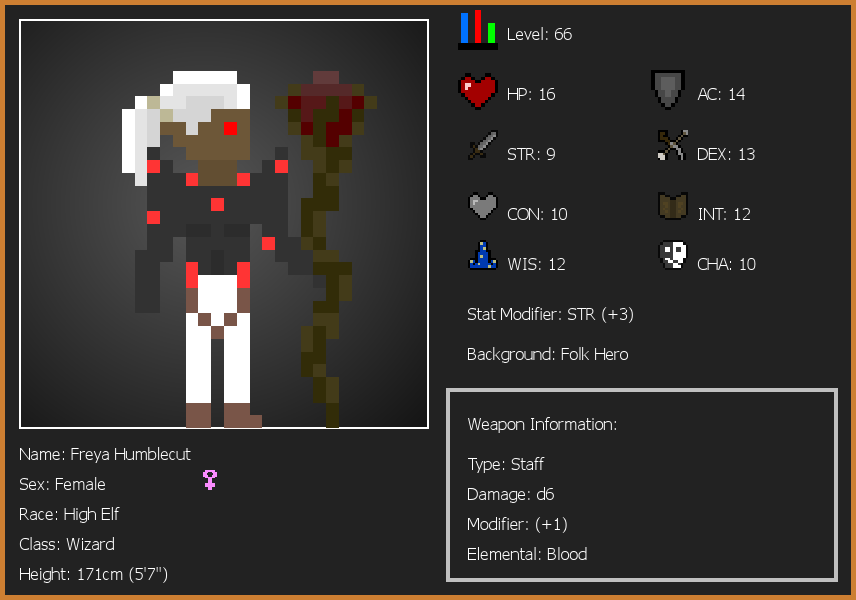 Level: 66
HP: 16
AC: 14
STR: 9
DEX: 13
CON: 10
INT: 12
WIS: 12
CHA: 10
Stat Modifier: STR (+3)
Background: Folk Hero
Weapon Information:
Type: Staff
Damage: d6
Modifier: (+1)
Elemental: Blood
Name: Freya Humblecut
Sex: Female
Race: High Elf
Class: Wizard
Height: 171cm (5'7")